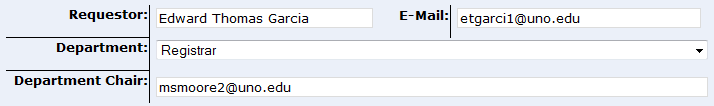 Requestor: Edward Thomas Garcia E-Mail: etgarci1@uno.edu
Department: Registrar
Department Chair: msmoore2@uno.edu